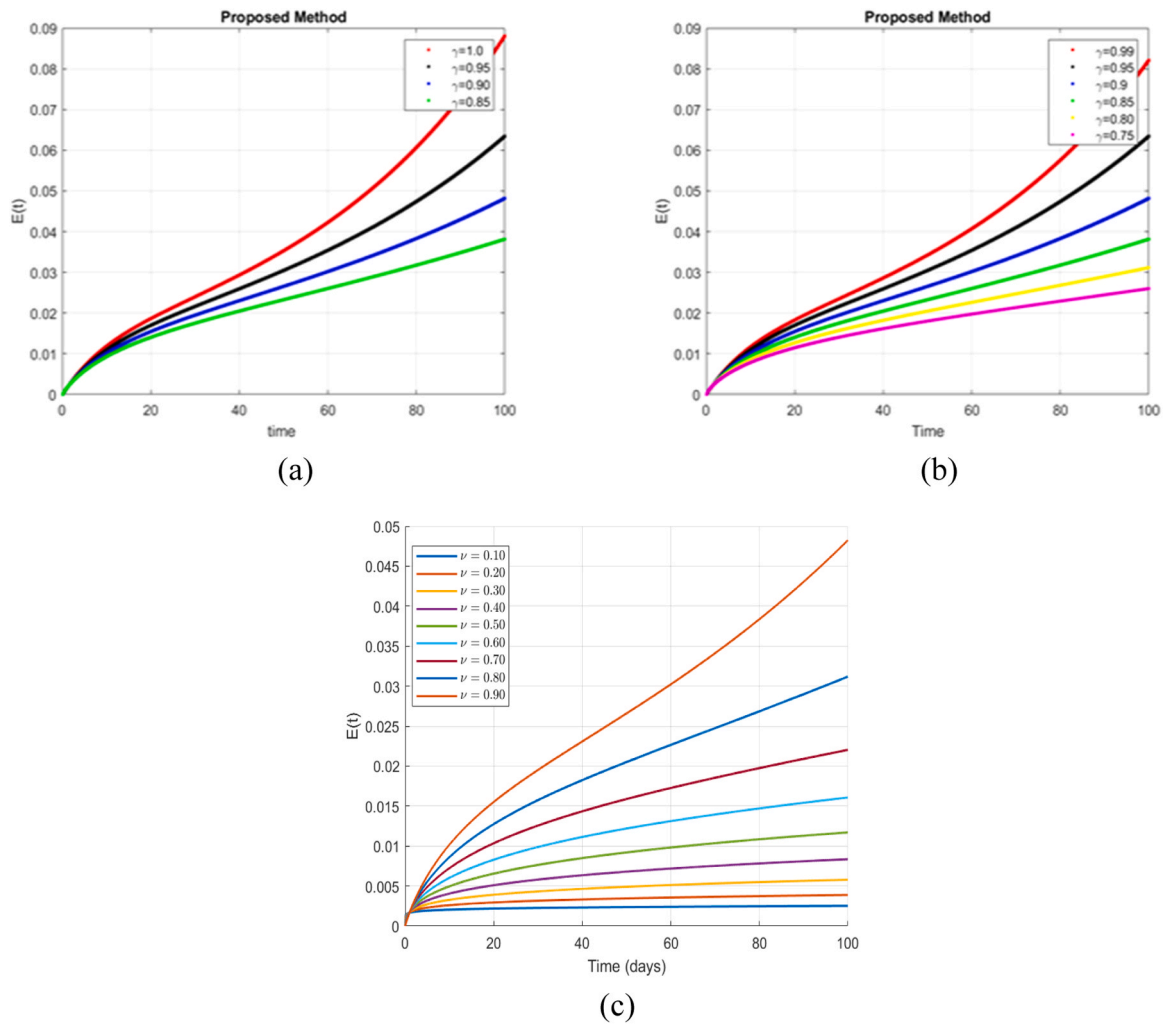 Proposed Method
0.09
0.08
0.07
0.06
0.05
0.04
0.03
0.02
0.01
0
E(t)
γ=1.0
γ=0.95
γ=0.90
γ=0.85
0 20 40 60 80 100
time
(a)
Proposed Method
0.09
0.08
0.07
0.06
0.05
0.04
0.03
0.02
0.01
0
E(t)
γ=0.99
γ=0.95
γ=0.9
γ=0.85
γ=0.80
γ=0.75
0 20 40 60 80 100
Time
(b)
0.05
0.045
0.04
0.035
0.03
0.025
0.02
0.015
0.01
0.005
0
E(t)
ν = 0.10
ν = 0.20
ν = 0.30
ν = 0.40
ν = 0.50
ν = 0.60
ν = 0.70
ν = 0.80
ν = 0.90
0 20 40 60 80 100
Time (days)
(c)